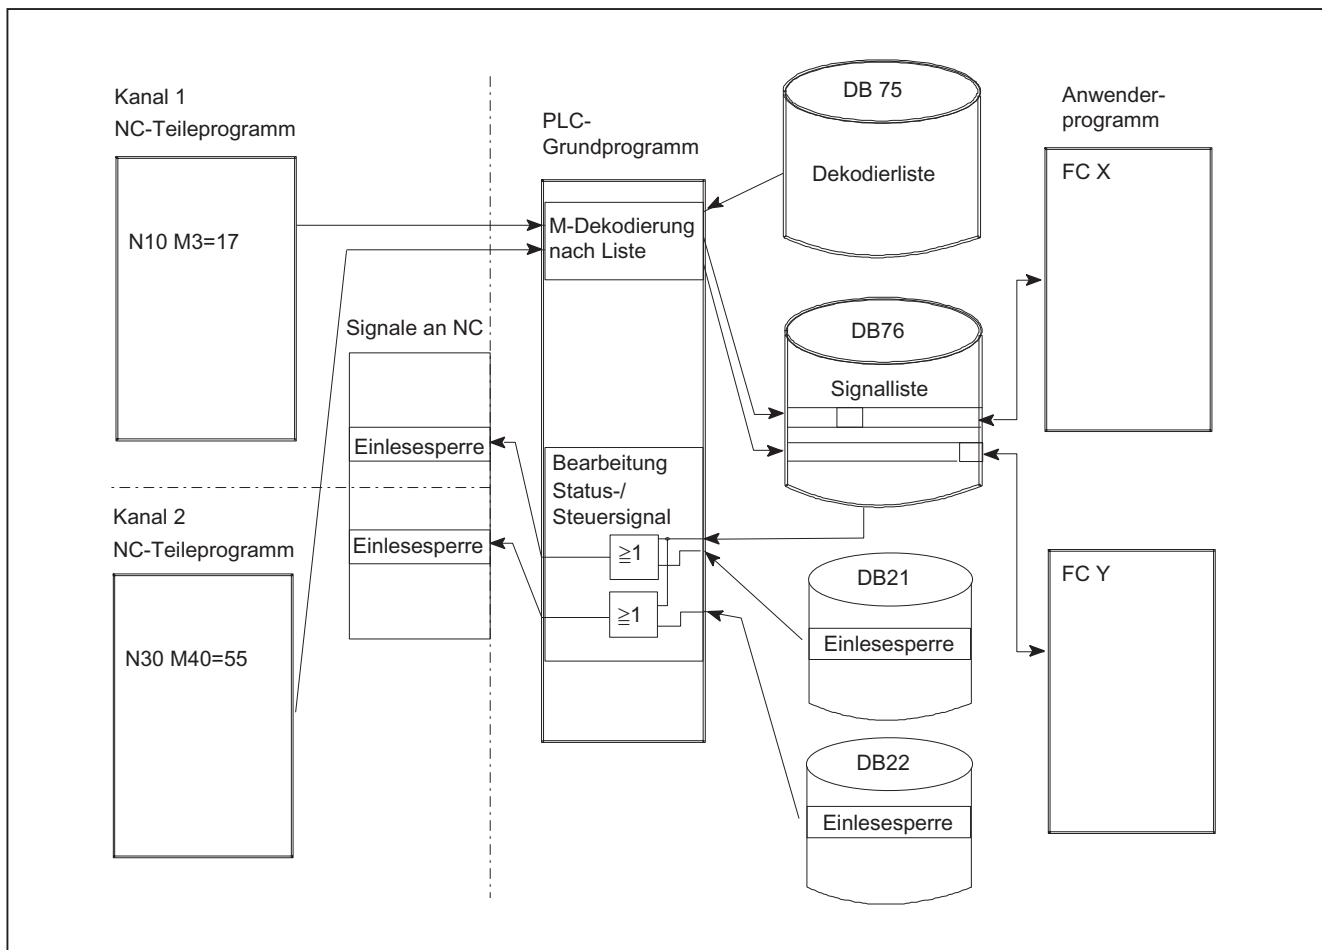 Kanal 1
NC-Teileprogramm
N10 M3=17
Kanal 2
NC-Teileprogramm
N30 M40=55
Signale an NC
Einlesesperre
Einlesesperre
PLC-
Grundprogramm
M-Dekodierung
nach Liste
Bearbeitung
Status-/
Steuersignal
≧1
≧1
DB 75
Dekodierliste
DB76
Signalliste
DB21
Einlesesperre
DB22
Einlesesperre
Anwender-
programm
FC X
FC Y